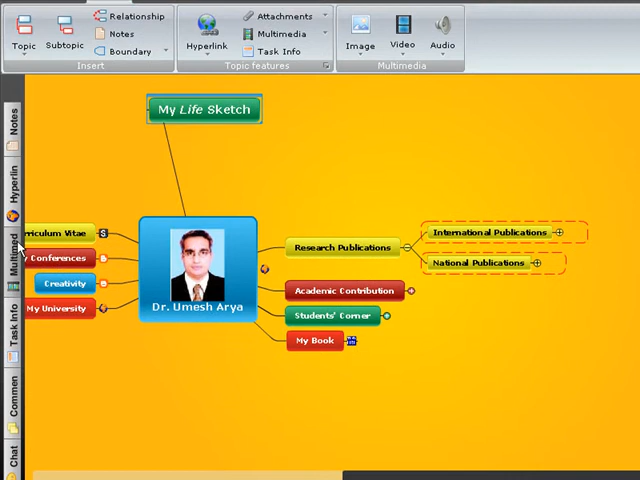 Topic
Subtopic
Relationship
Notes
Boundary
Insert
Hyperlink
Attachments
Multimedia
Task Info
Topic features
Image
Video
Audio
Multimedia
Notes
Hyperlin
Multimed
Task Info
Commen
Chat
My Life Sketch
rriculum Vitae
S
Conferences
Creativity
My University
Dr. Umesh Arya
Research Publications
International Publications
National Publications
Academic Contribution
Students' Corner
My Book